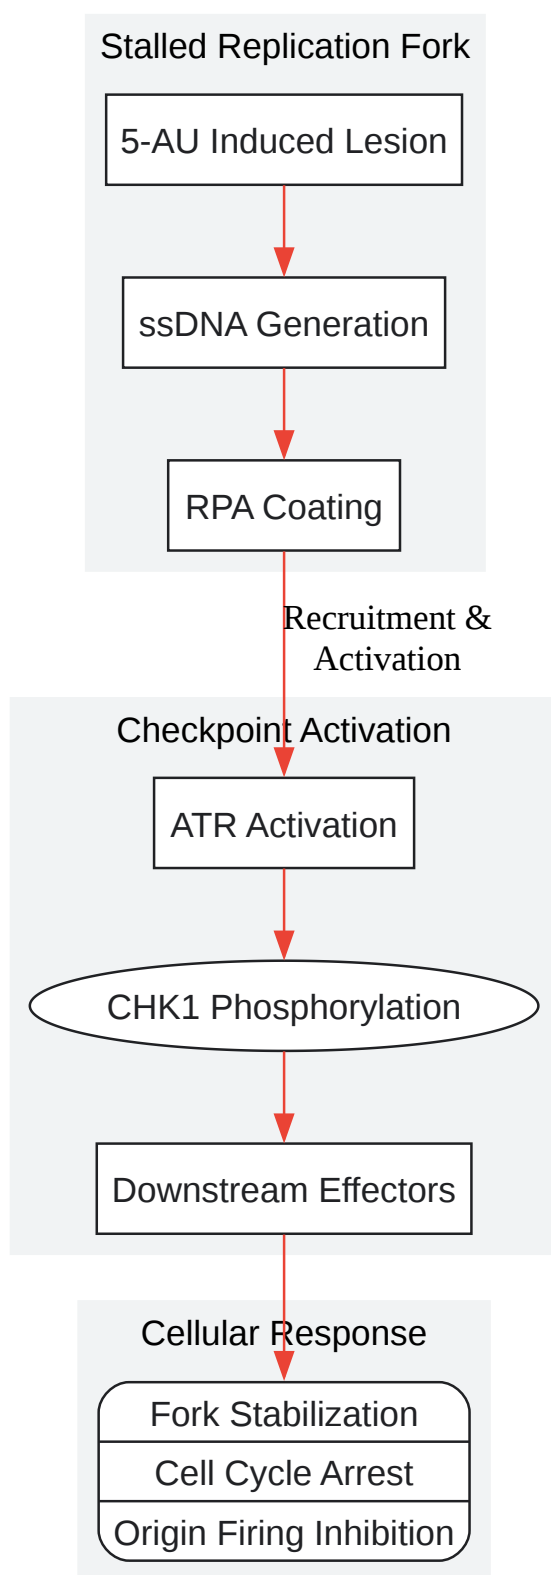 Stalled Replication Fork
5-AU Induced Lesion
ssDNA Generation
RPA Coating
Recruitment &
Activation
Checkpoint Activation
ATR Activation
CHK1 Phosphorylation
Downstream Effectors
Cellular Response
Fork Stabilization
Cell Cycle Arrest
Origin Firing Inhibition